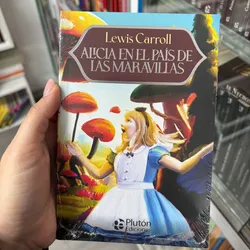 Lewis Carroll
ALICIA EN EL PAÍS DE
LAS MARAVILLAS
Plutón
Ediciones